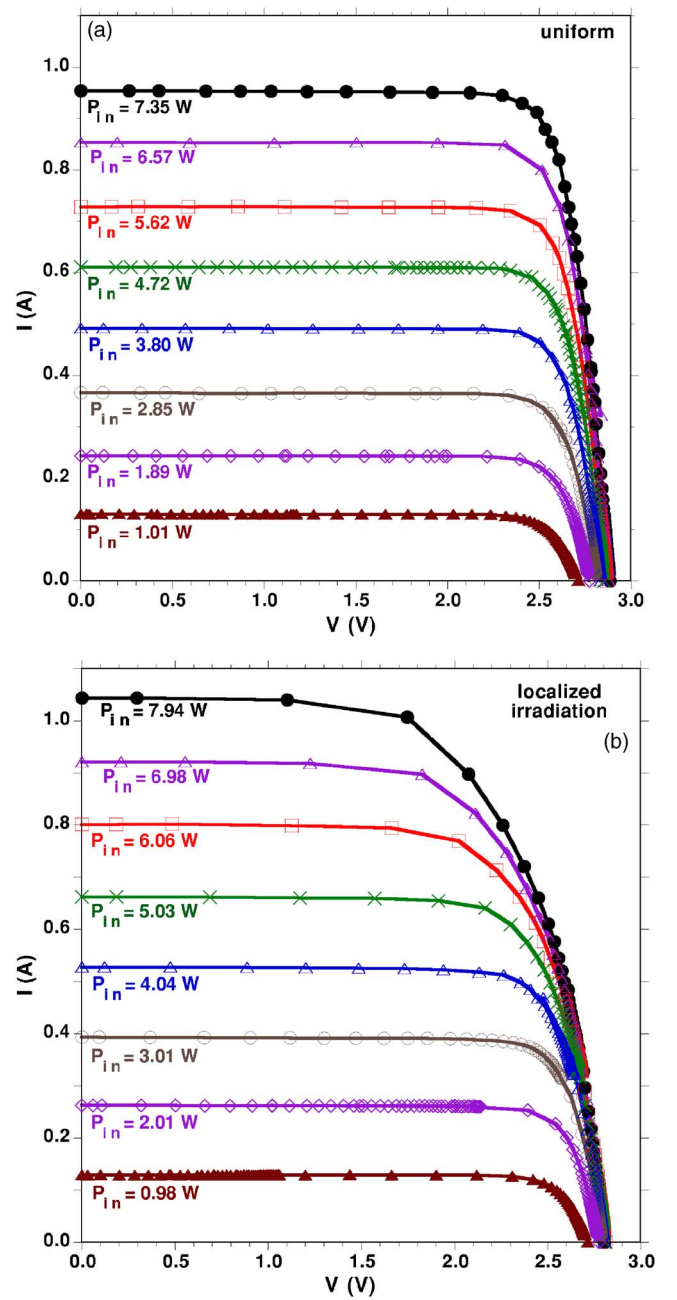 (a)
uniform
1.0
P in = 7.35 W
P in = 6.57 W
0.8
P in = 5.62 W
0.6
P in = 4.72 W
I (A)
P in = 3.80 W
0.4
P in = 2.85 W
0.2
P in = 1.89 W
P in = 1.01 W
0.0
0.0 0.5 1.0 1.5 2.0 2.5 3.0
V (V)
localized
irradiation
(b)
1.0
P in = 7.94 W
P in = 6.98 W
0.8
P in = 6.06 W
0.6
P in = 5.03 W
I (A)
P in = 4.04 W
0.4
P in = 3.01 W
0.2
P in = 2.01 W
P in = 0.98 W
0.0
0.0 0.5 1.0 1.5 2.0 2.5 3.0
V (V)